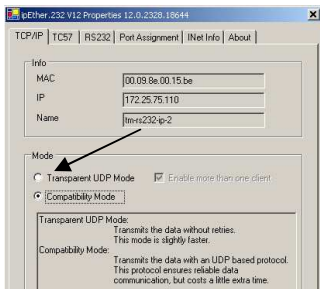 ipEther.232 V12 Properties 12.0.2328.18644
TCP/IP TC57 RS232 Port Assignment INet Info About
Info
MAC 00.09.8e.00.15.be
IP 172.25.75.110
Name tm-rs232-ip-2
Mode
Transparent UDP Mode Enable more than one client
Compatibility Mode
Transparent UDP Mode:
Transmits the data without retries.
This mode is slightly faster.
Compatibility Mode:
Transmits the data with an UDP based protocol.
This protocol ensures reliable data
communication, but costs a little extra time.